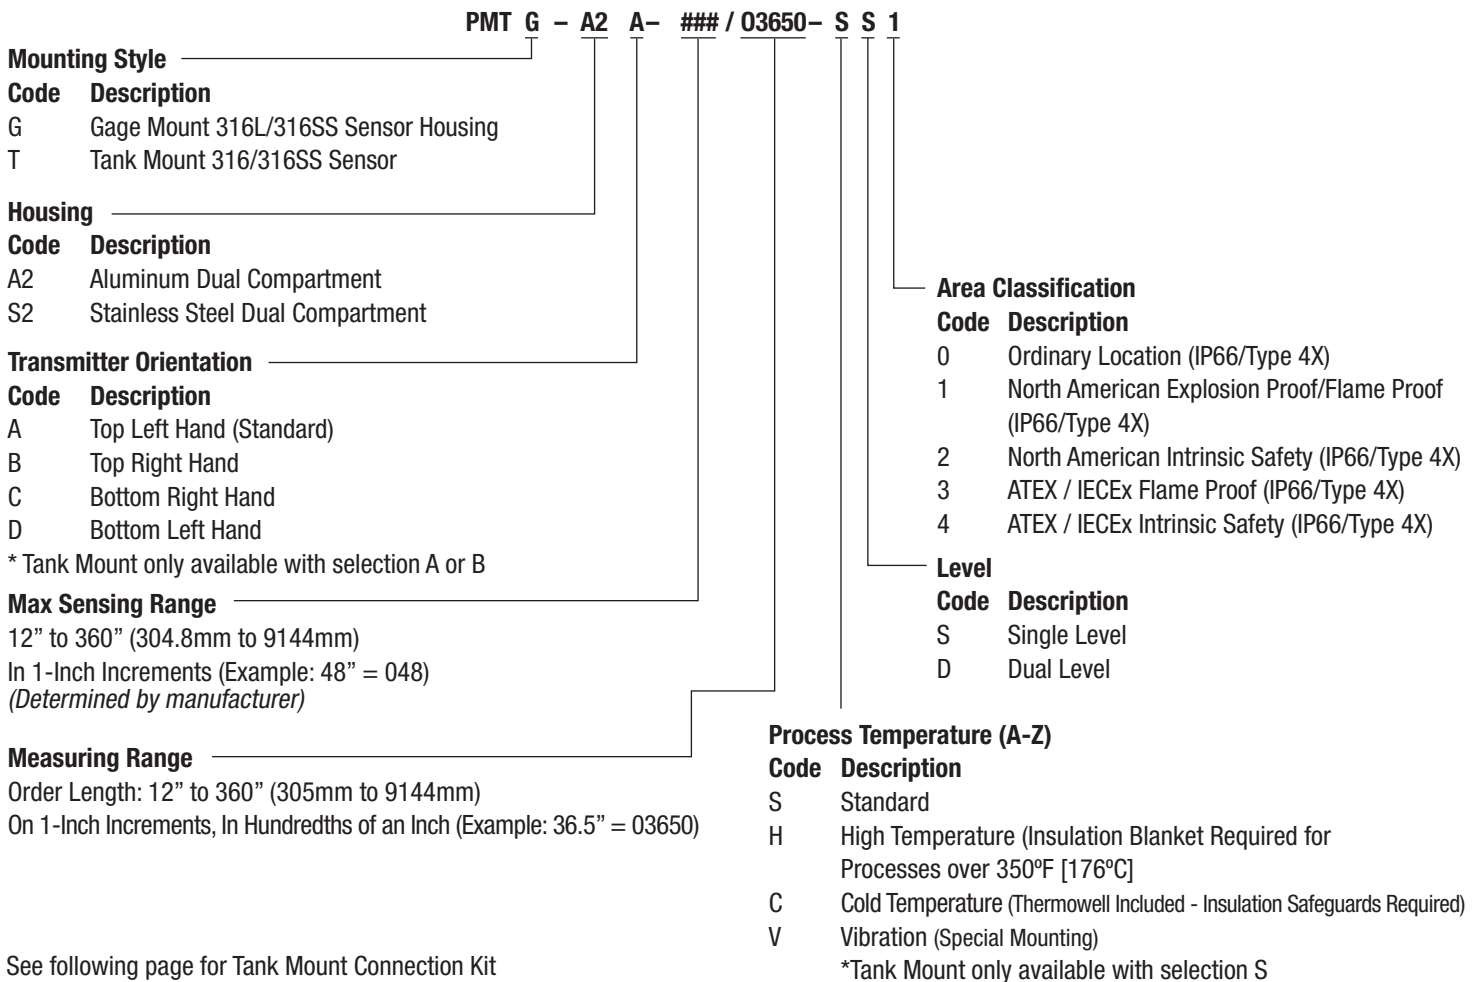 PMT G – A2 A– ### / 03650– S S 1
Mounting Style
Code Description
G Gage Mount 316L/316SS Sensor Housing
T Tank Mount 316/316SS Sensor
Housing
Code Description
A2 Aluminum Dual Compartment
S2 Stainless Steel Dual Compartment
Transmitter Orientation
Code Description
A Top Left Hand (Standard)
B Top Right Hand
C Bottom Right Hand
D Bottom Left Hand
* Tank Mount only available with selection A or B
Max Sensing Range
12” to 360” (304.8mm to 9144mm)
In 1-Inch Increments (Example: 48” = 048)
(Determined by manufacturer)
Measuring Range
Order Length: 12” to 360” (305mm to 9144mm)
On 1-Inch Increments, In Hundredths of an Inch (Example: 36.5” = 03650)
See following page for Tank Mount Connection Kit
Area Classification
Code Description
0 Ordinary Location (IP66/Type 4X)
1 North American Explosion Proof/Flame Proof
(IP66/Type 4X)
2 North American Intrinsic Safety (IP66/Type 4X)
3 ATEX / IECEx Flame Proof (IP66/Type 4X)
4 ATEX / IECEx Intrinsic Safety (IP66/Type 4X)
Level
Code Description
S Single Level
D Dual Level
Process Temperature (A-Z)
Code Description
S Standard
H High Temperature (Insulation Blanket Required for
Processes over 350ºF [176ºC]
C Cold Temperature (Thermowell Included - Insulation Safeguards Required)
V Vibration (Special Mounting)
*Tank Mount only available with selection S